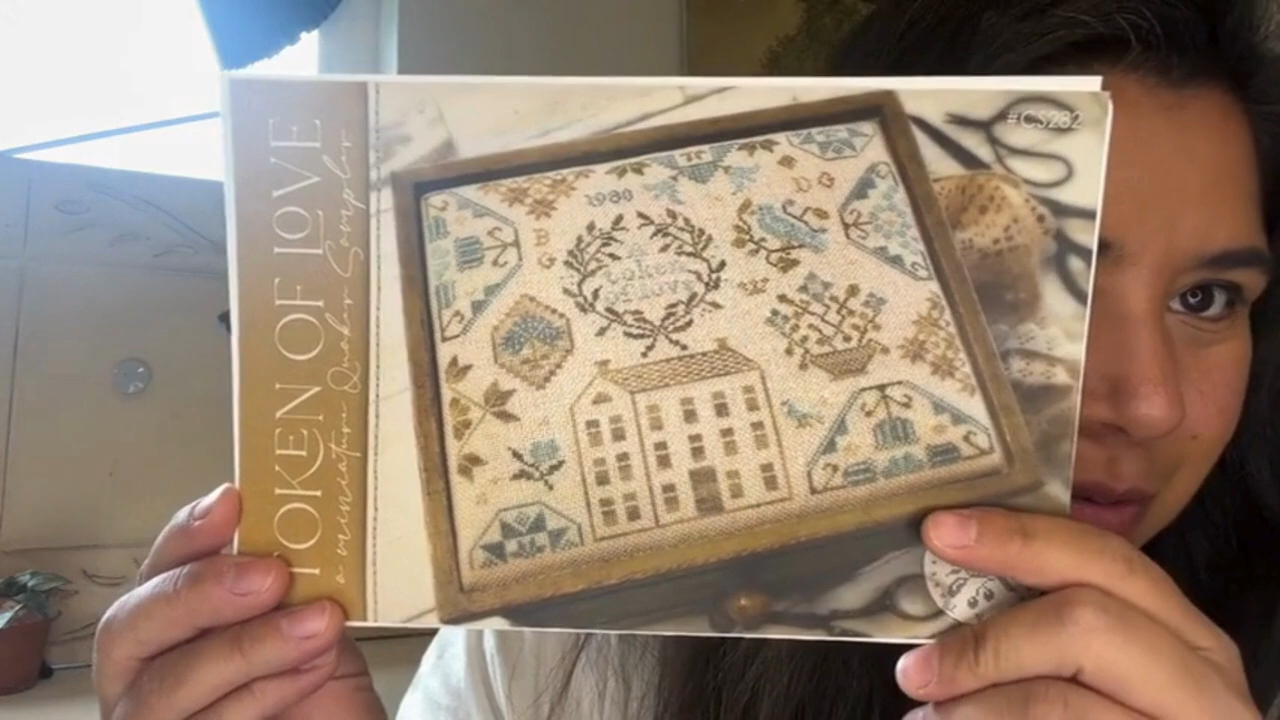 TOKEN OF LOVE
a miniature Quaker Sampler
#CS282
1980
B
G
A
token
of love